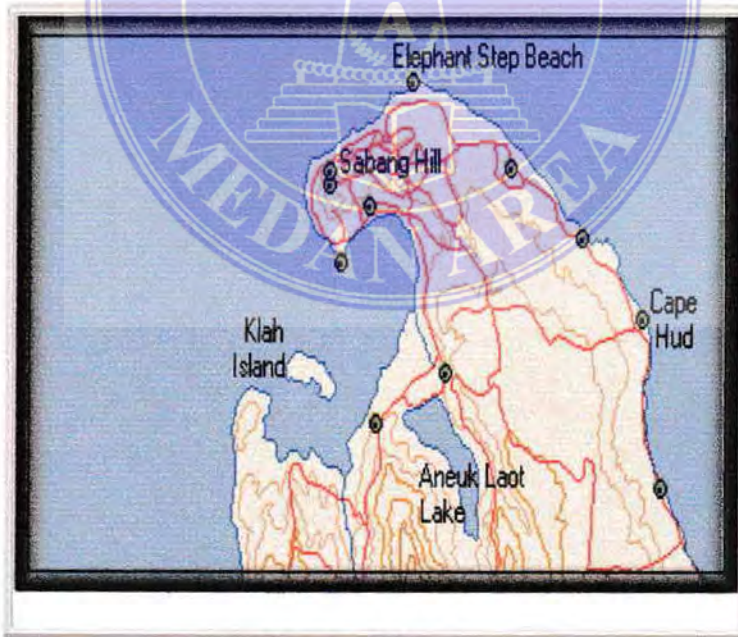 Elephant Step Beach
Sabang Hill
MEDAN AREA
Cape
Hud
Klah
Island
Aneuk Laot
Lake